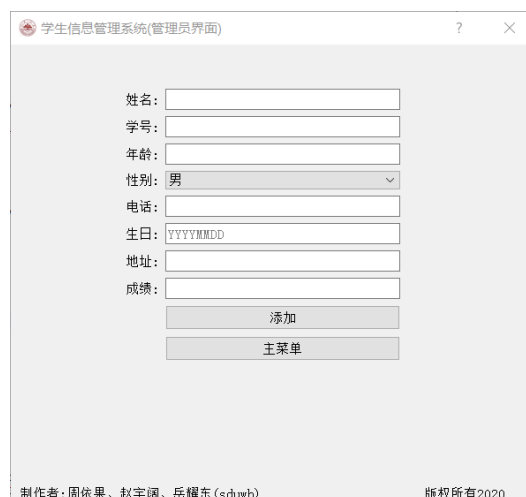 学生信息管理系统(管理员界面)
姓名:
学号:
年龄:
性别: 男
电话:
生日: YYYYMMDD
地址:
成绩:
添加
主菜单
制作者:周依果、赵宇阔、岳耀东(sduwh) 版权所有2020